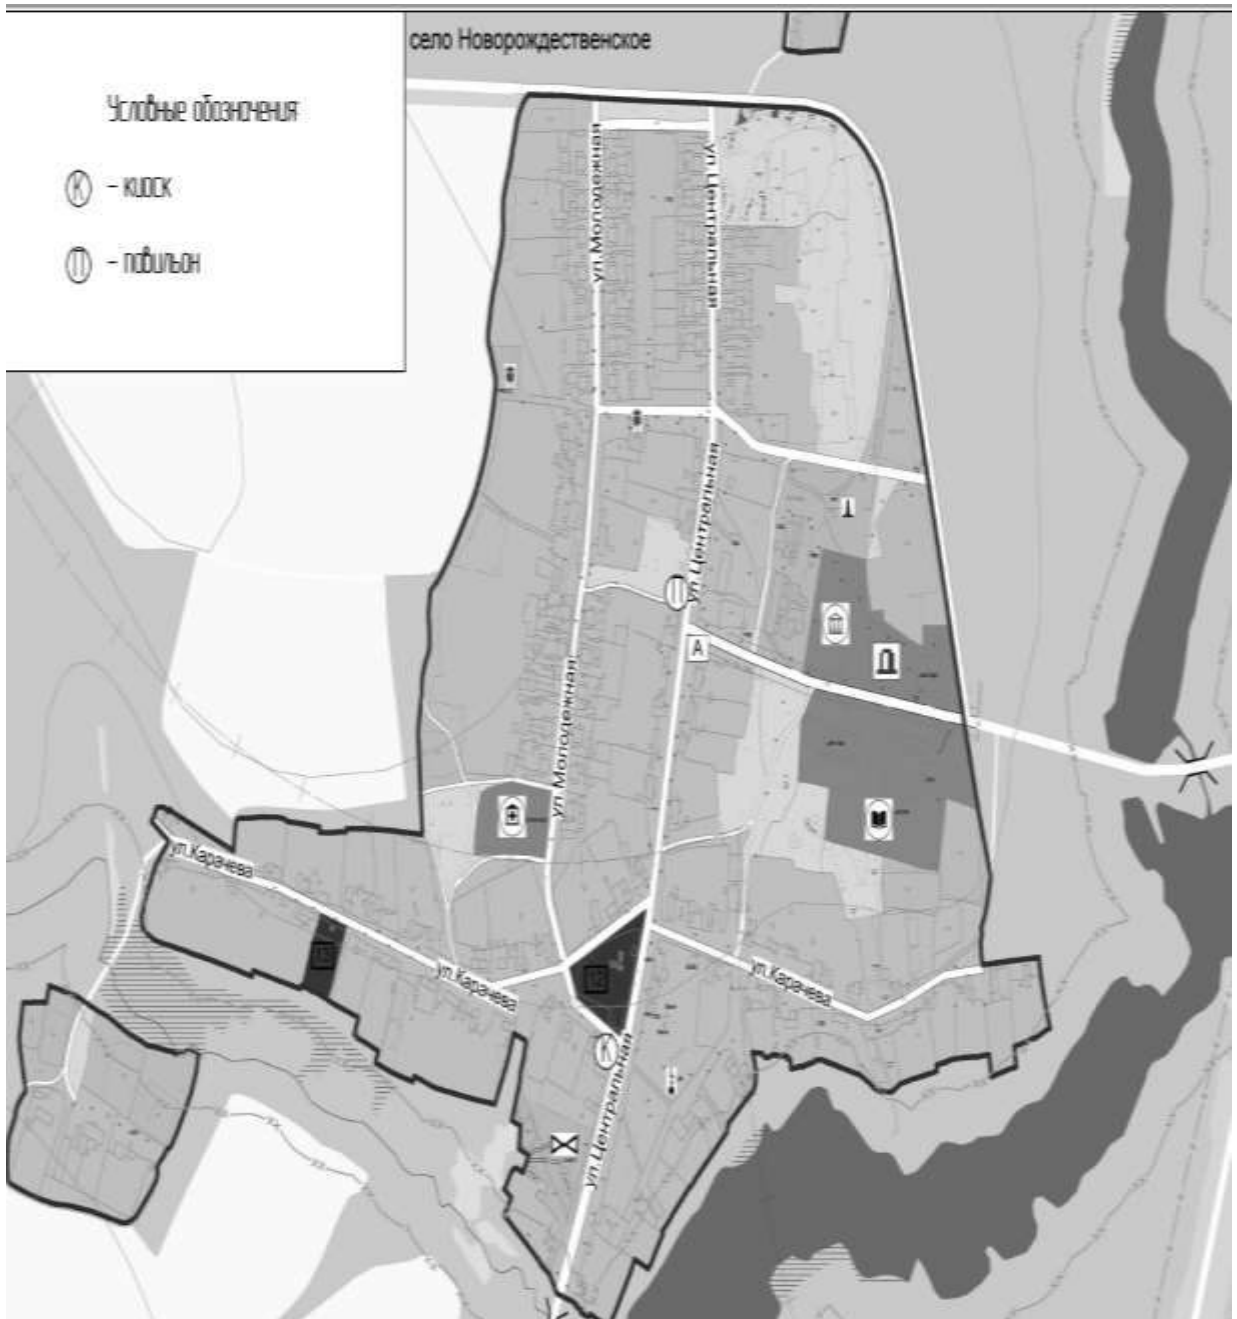 село Новорождественское
Условные обозначения
К - киоск
П - павильон
ул.Молодежная
ул.Центральная
ул.Центральная
А
ул.Молодежная
ул.Карачева
ул.Карачева
ул.Карачева
К
П
ул.Центральная